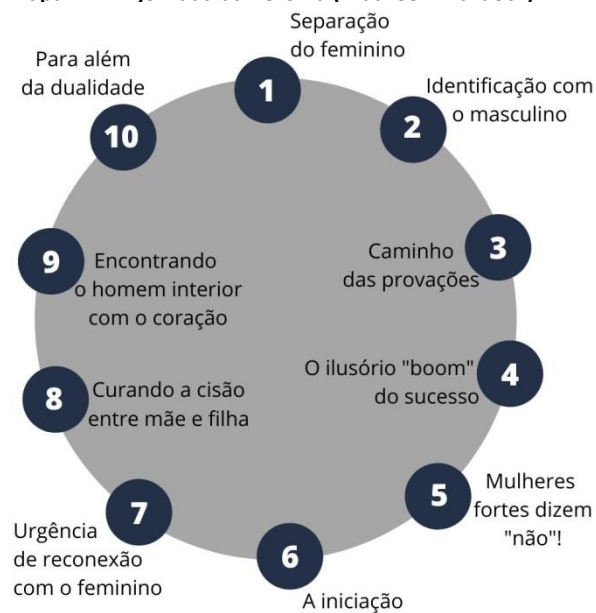 1
Separação
do feminino
2
Identificação com
o masculino
3
Caminho
das provações
4
O ilusório "boom"
do sucesso
5
Mulheres
fortes dizem
"não"!
6
A iniciação
7
Urgência
de reconexão
com o feminino
8
Curando a cisão
entre mãe e filha
9
Encontrando
o homem interior
com o coração
10
Para além
da dualidade